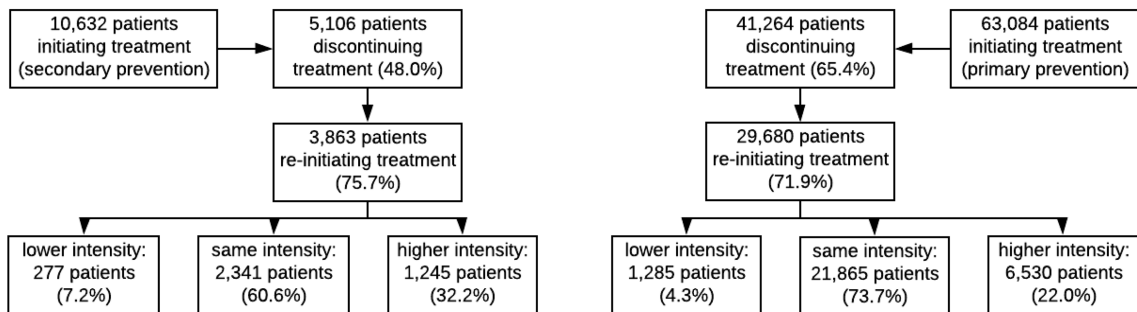 10,632 patients
initiating treatment
(secondary prevention)
5,106 patients
discontinuing
treatment (48.0%)
3,863 patients
re-initiating treatment
(75.7%)
lower intensity:
277 patients
(7.2%)
same intensity:
2,341 patients
(60.6%)
higher intensity:
1,245 patients
(32.2%)
63,084 patients
initiating treatment
(primary prevention)
41,264 patients
discontinuing
treatment (65.4%)
29,680 patients
re-initiating treatment
(71.9%)
lower intensity:
1,285 patients
(4.3%)
same intensity:
21,865 patients
(73.7%)
higher intensity:
6,530 patients
(22.0%)